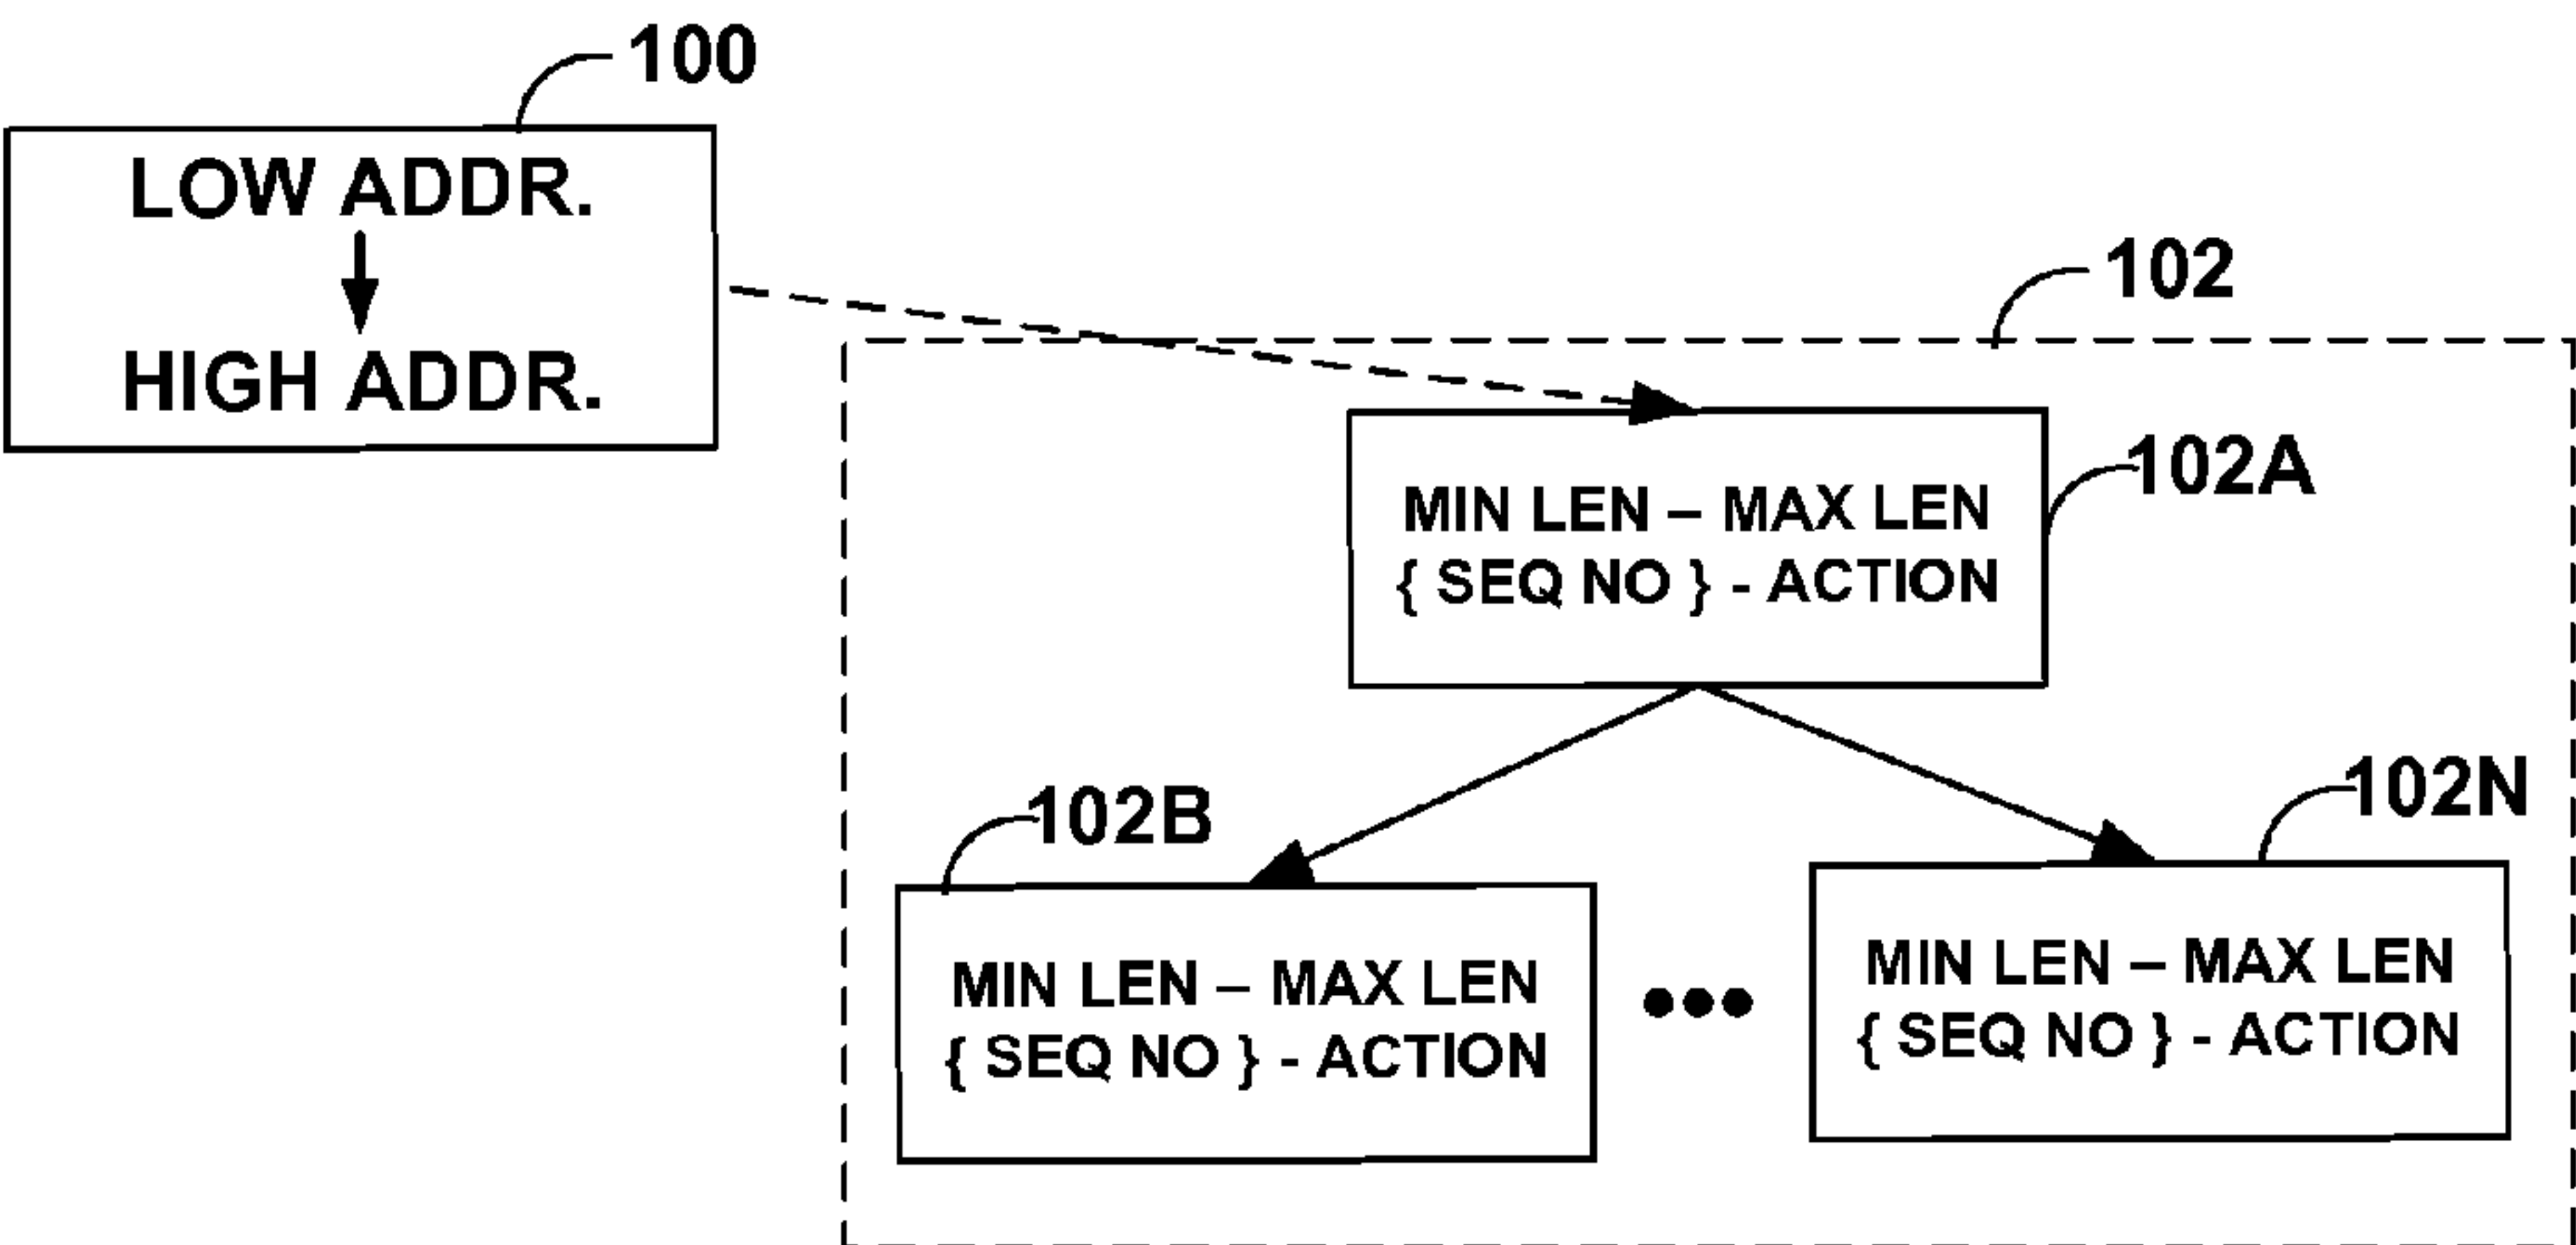 100
LOW ADDR.
HIGH ADDR.
102
102A
MIN LEN – MAX LEN
{ SEQ NO } - ACTION
102B
MIN LEN – MAX LEN
{ SEQ NO } - ACTION
102N
MIN LEN – MAX LEN
{ SEQ NO } - ACTION